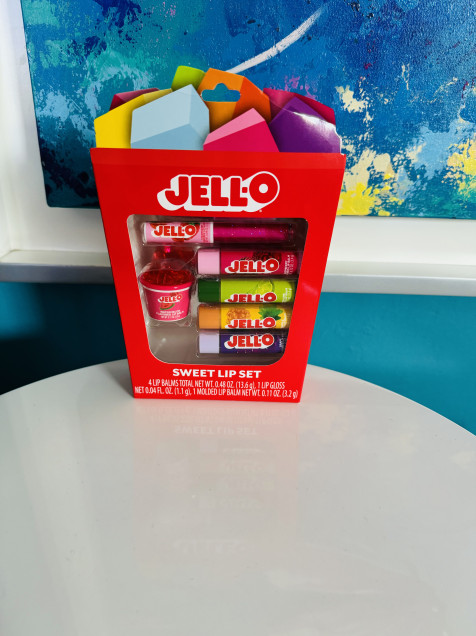 JELL-O
JELL-O
JELL-O
JELL-O
JELL-O
JELL-O
JELL-O
SWEET LIP SET
4 LIP BALMS TOTAL NET WT. 0.48 OZ. (13.6 g), 1 LIP GLOSS
NET 0.04 FL. OZ. (1.1 g), 1 MOLDED LIP BALM NET WT. 0.11 OZ. (3.2 g)